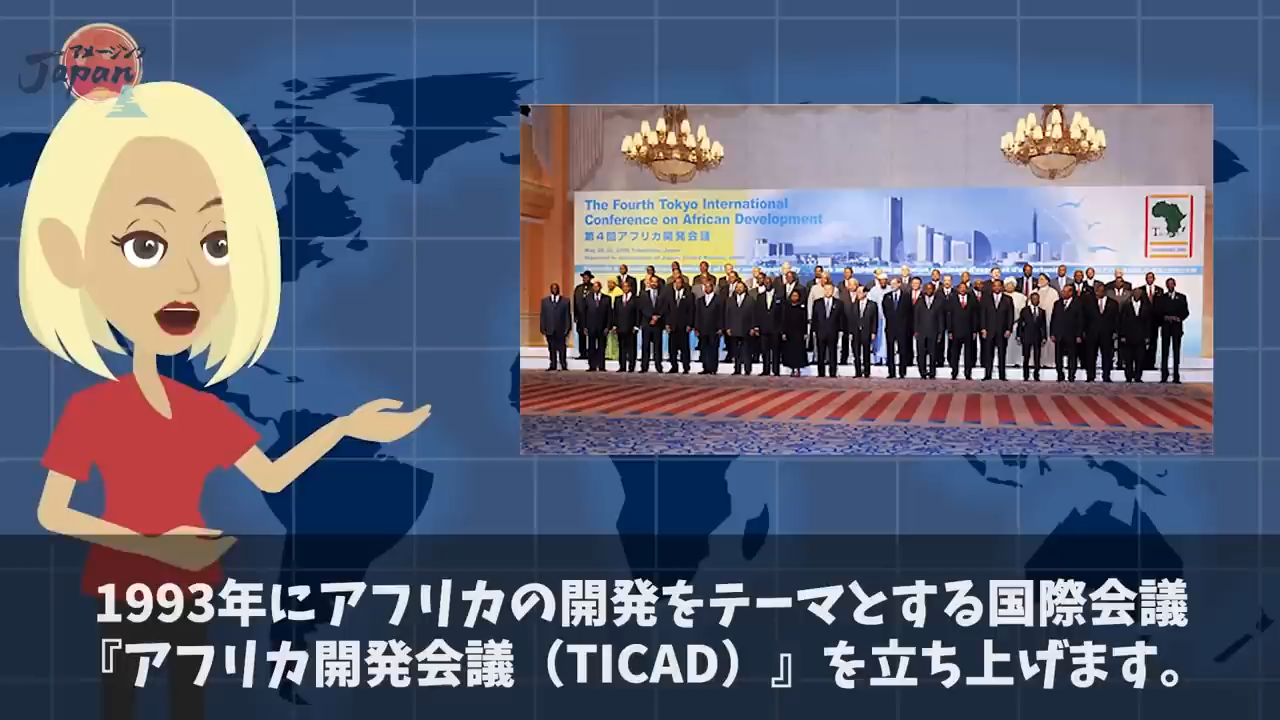 アメージング
Japan
The Fourth Tokyo International
Conference on African Development
第4回アフリカ開発会議
1993年にアフリカの開発をテーマとする国際会議
『アフリカ開発会議（TICAD）』を立ち上げます。